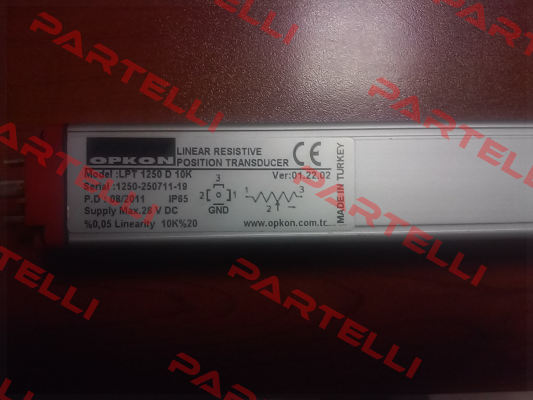 OPKON
LINEAR RESISTIVE
POSITION TRANSDUCER
CE
Model :LPT 1250 D 10K
Ver:01.22.02
Serial :1250-250711-19
P.D : 08/2011 IP65
Supply Max.28 V DC
%0,05 Linearity 10K%20
3
2 1
GND
1 3
2
www.opkon.com.tr
MADE IN TURKEY
PARTELLI
PARTELLI
PARTELLI
PARTELLI
PARTELLI
PARTELLI
PARTELLI
PARTELLI